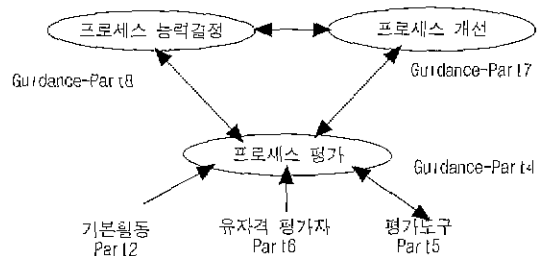 프로세스 능력결정
프로세스 개선
Guidance-Part8
Guidance-Part7
프로세스 평가
Guidance-Part4
기본활동
Part2
유자격 평가자
Part6
평가도구
Part5